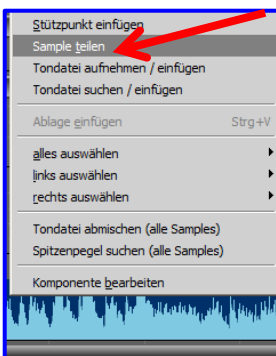 Stützpunkt einfügen
Sample teilen
Tondatei aufnehmen / einfügen
Tondatei suchen / einfügen
Ablage einfügen Strg+V
alles auswählen
links auswählen
rechts auswählen
Tondatei abmischen (alle Samples)
Spitzenpegel suchen (alle Samples)
Komponente bearbeiten